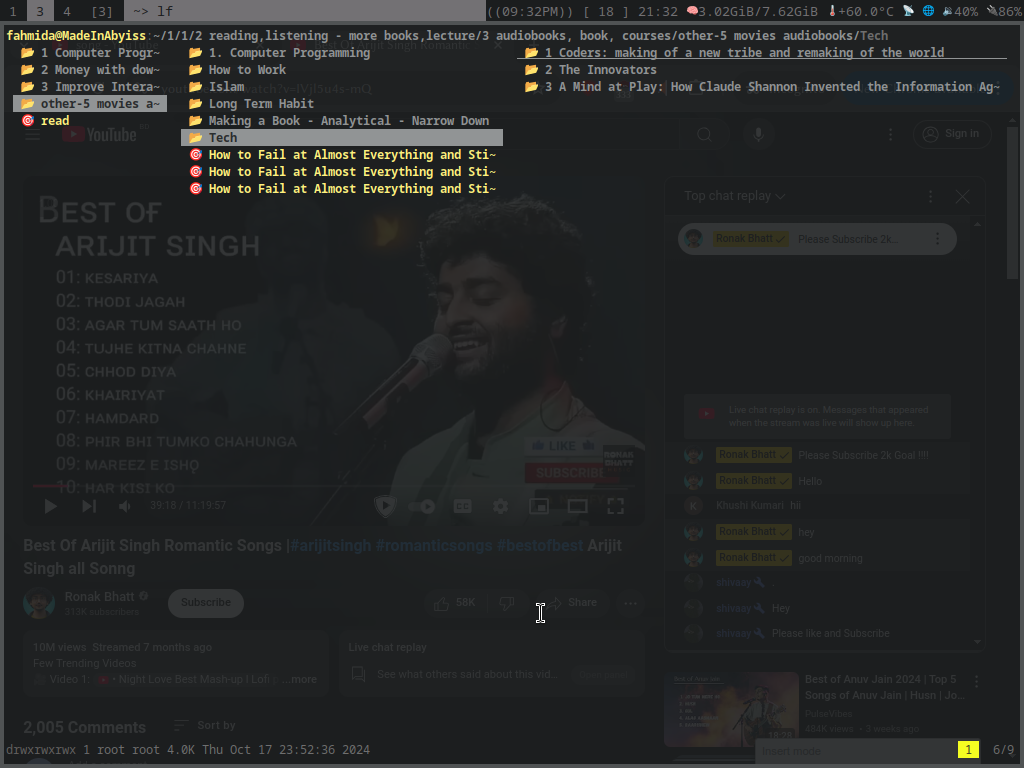 1 3 4 [3] ~> lf ((09:32PM)) [ 18 ] 21:32 🧠3.02GiB/7.62GiB 🌡+60.0°C 📡 🌐 🔉40% 🔌86%
fahmida@MadeInAbyiss:~/1/1/2 reading,listening - more books,lecture/3 audiobooks, book, courses/other-5 movies audiobooks/Tech
📂 1 Computer Progr~ 📂 1. Computer Programming 📂 1 Coders: making of a new tribe and remaking of the world
📂 2 Money with dow~ 📂 How to Work 📂 2 The Innovators
📂 3 Improve Intera~ 📂 Islam 📂 3 A Mind at Play: How Claude Shannon Invented the Information Ag~
📂 other-5 movies a~ 📂 Long Term Habit
🎯 read 📂 Making a Book - Analytical - Narrow Down
YouTube Sign in
📂 Tech
🎯 How to Fail at Almost Everything and Sti~
🎯 How to Fail at Almost Everything and Sti~
🎯 How to Fail at Almost Everything and Sti~
BEST OF
ARIJIT SINGH
01: KESARIYA
02: THODI JAGAH
03: AGAR TUM SAATH HO
04: TUJHE KITNA CHAHNE
05: CHHOD DIYA
06: KHAIRIYAT
07: HAMDARD
08: PHIR BHI TUMKO CHAHUNGA
09: MAREEZ E ISHQ
10: HAR KISI KO
LIKE
SUBSCRIBE
RONAK BHATT
39:18 / 11:19:57
Best Of Arijit Singh Romantic Songs |#arijitsingh #romanticsongs #bestofbest Arijit
Singh all Sonng
Ronak Bhatt
313K subscribers
Subscribe
58K
Share
10M views Streamed 7 months ago
Few Trending Videos
Video 1: • Night Love Best Mash-up | Lofi ...more
Live chat replay
See what others said about this vid...
2,005 Comments
Sort by
Top chat replay
Ronak Bhatt Please Subscribe 2k...
Live chat replay is on. Messages that appeared
when the stream was live will show up here.
Ronak Bhatt Please Subscribe 2k Goal !!!!
Ronak Bhatt Hello
K Khushi Kumari hii
Ronak Bhatt hey
Ronak Bhatt good morning
shivaay .
shivaay Hey
shivaay Please like and Subscribe
Best of Anuv Jain 2024 | Top 5
Songs of Anuv Jain | Husn | Jo...
PulseVibes
884K views • 3 weeks ago
19:28
Insert mode
drwxrwxrwx 1 root root 4.0K Thu Oct 17 23:52:36 2024 1 6/9